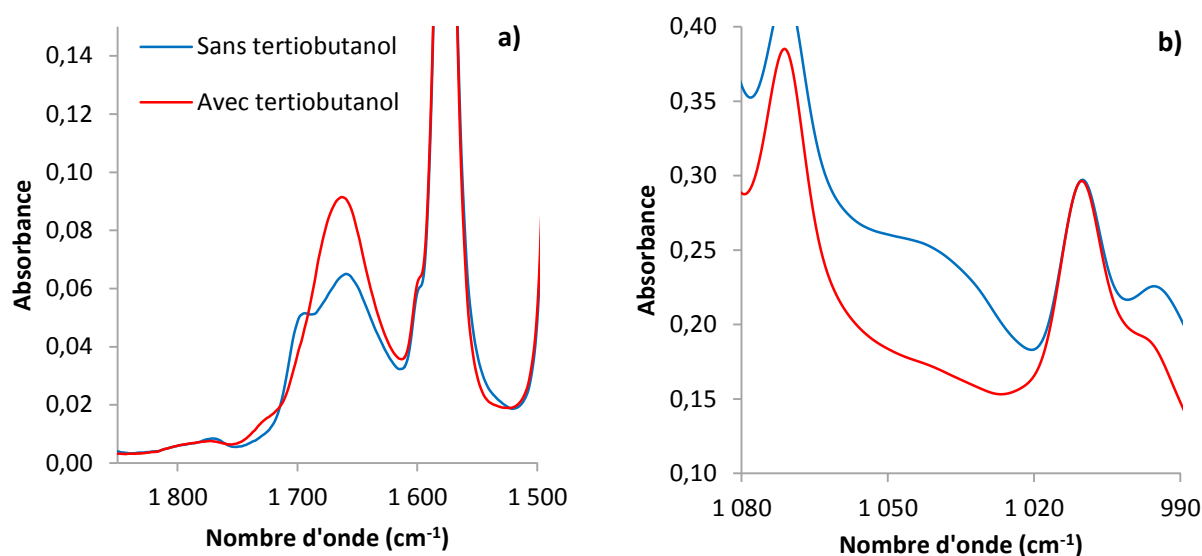 a)
Sans tertiobutanol
Avec tertiobutanol
0,14
0,12
0,10
0,08
0,06
0,04
0,02
0,00
Absorbance
1 800
1 700
1 600
1 500
Nombre d'onde (cm-1)
b)
0,40
0,35
0,30
0,25
0,20
0,15
0,10
Absorbance
1 080
1 050
1 020
990
Nombre d'onde (cm-1)